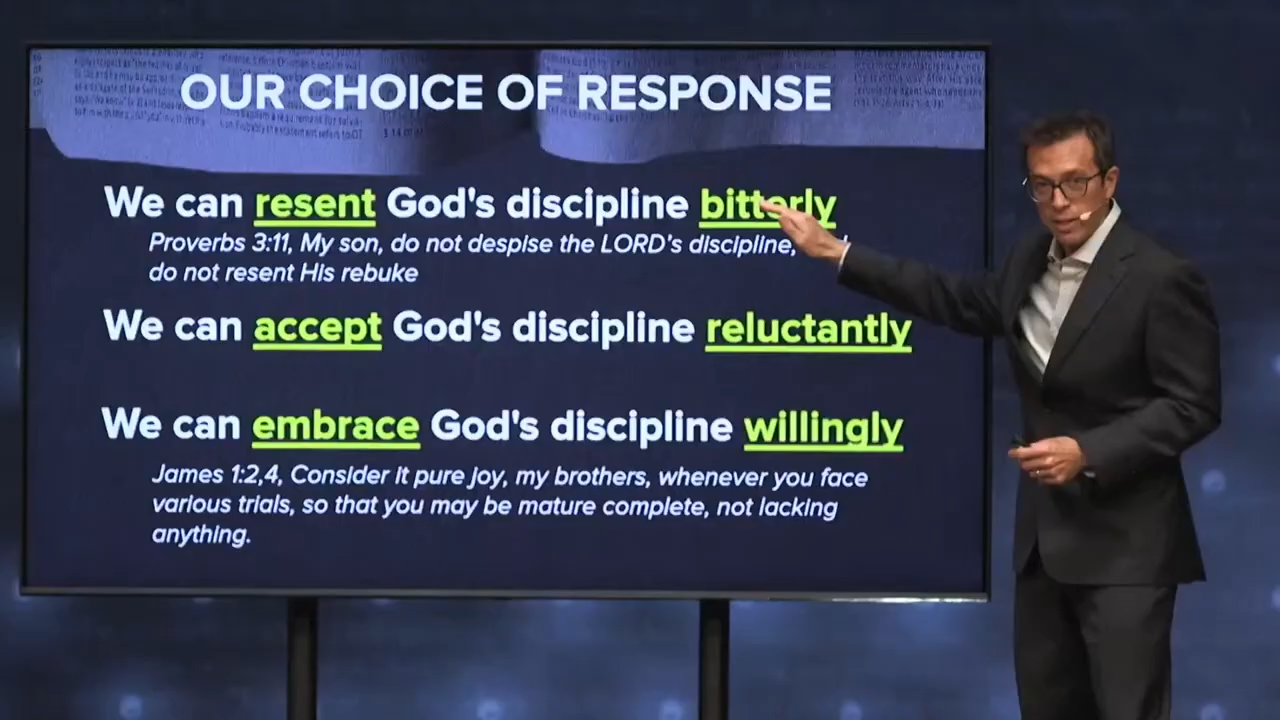 OUR CHOICE OF RESPONSE
We can resent God's discipline bitterly
Proverbs 3:11, My son, do not despise the LORD's discipline,
do not resent His rebuke
We can accept God's discipline reluctantly
We can embrace God's discipline willingly
James 1:2,4, Consider it pure joy, my brothers, whenever you face
various trials, so that you may be mature complete, not lacking
anything.